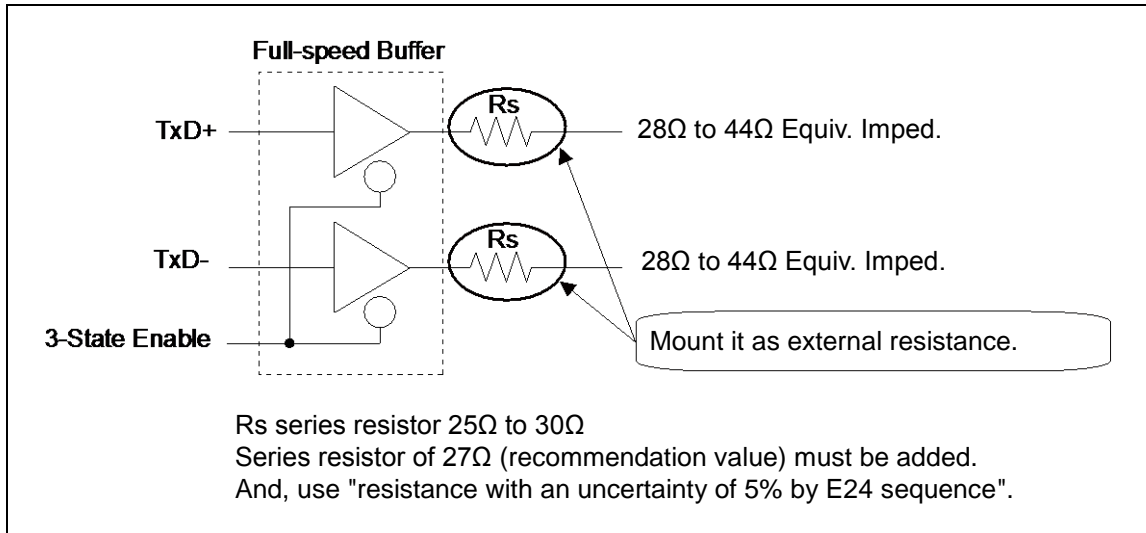 Full-speed Buffer
Rs
TxD+
28Ω to 44Ω Equiv. Imped.
Rs
TxD-
28Ω to 44Ω Equiv. Imped.
3-State Enable
Mount it as external resistance.
Rs series resistor 25Ω to 30Ω
Series resistor of 27Ω (recommendation value) must be added.
And, use "resistance with an uncertainty of 5% by E24 sequence".